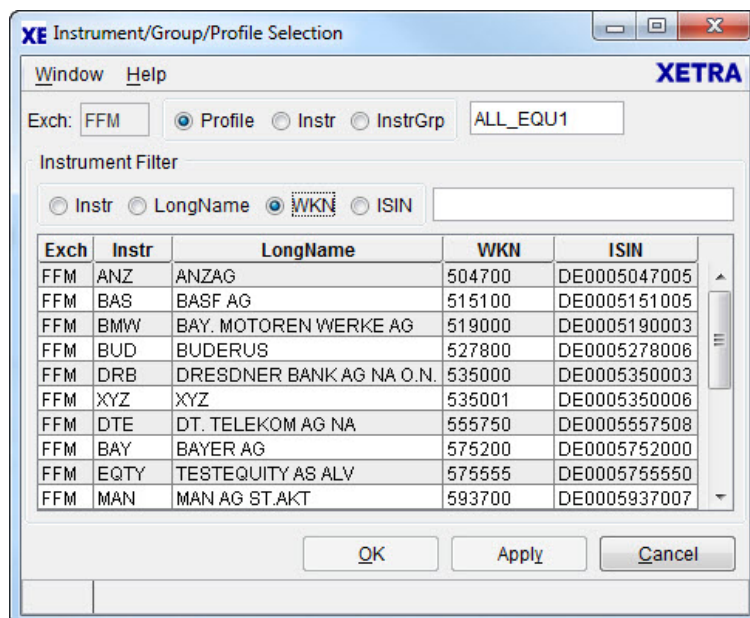 XE Instrument/Group/Profile Selection
Window Help XETRA
Exch: FFM Profile Instr InstrGrp ALL_EQU1
Instrument Filter
Instr LongName WKN ISIN
Exch Instr LongName WKN ISIN
FFM ANZ ANZAG 504700 DE0005047005
FFM BAS BASF AG 515100 DE0005151005
FFM BMW BAY. MOTOREN WERKE AG 519000 DE0005190003
FFM BUD BUDERUS 527800 DE0005278006
FFM DRB DRESDNER BANK AG NA O.N. 535000 DE0005350003
FFM XYZ XYZ 535001 DE0005350006
FFM DTE DT. TELEKOM AG NA 555750 DE0005557508
FFM BAY BAYER AG 575200 DE0005752000
FFM EQTY TESTEQUITY AS ALV 575555 DE0005755550
FFM MAN MAN AG ST.AKT 593700 DE0005937007
OK Apply Cancel